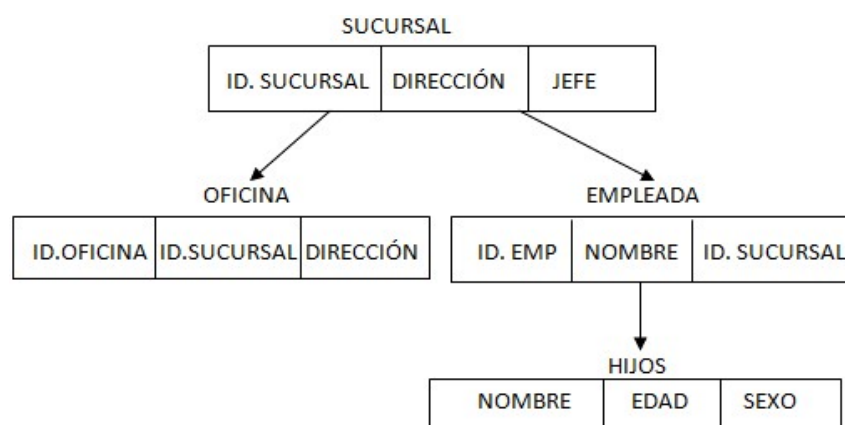 SUCURSAL
ID. SUCURSAL DIRECCIÓN JEFE
OFICINA
ID.OFICINA ID.SUCURSAL DIRECCIÓN
EMPLEADA
ID. EMP NOMBRE ID. SUCURSAL
HIJOS
NOMBRE EDAD SEXO